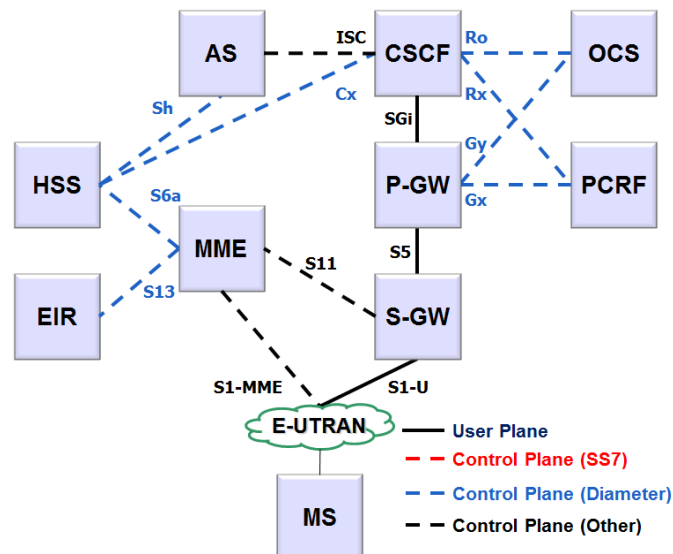 ISC
Ro
AS
CSCF
OCS
Sh
Cx
Rx
SGi
Gy
HSS
P-GW
PCRF
S6a
Gx
MME
S11
S5
S13
EIR
S-GW
S1-MME
S1-U
E-UTRAN
User Plane
Control Plane (SS7)
Control Plane (Diameter)
MS
Control Plane (Other)